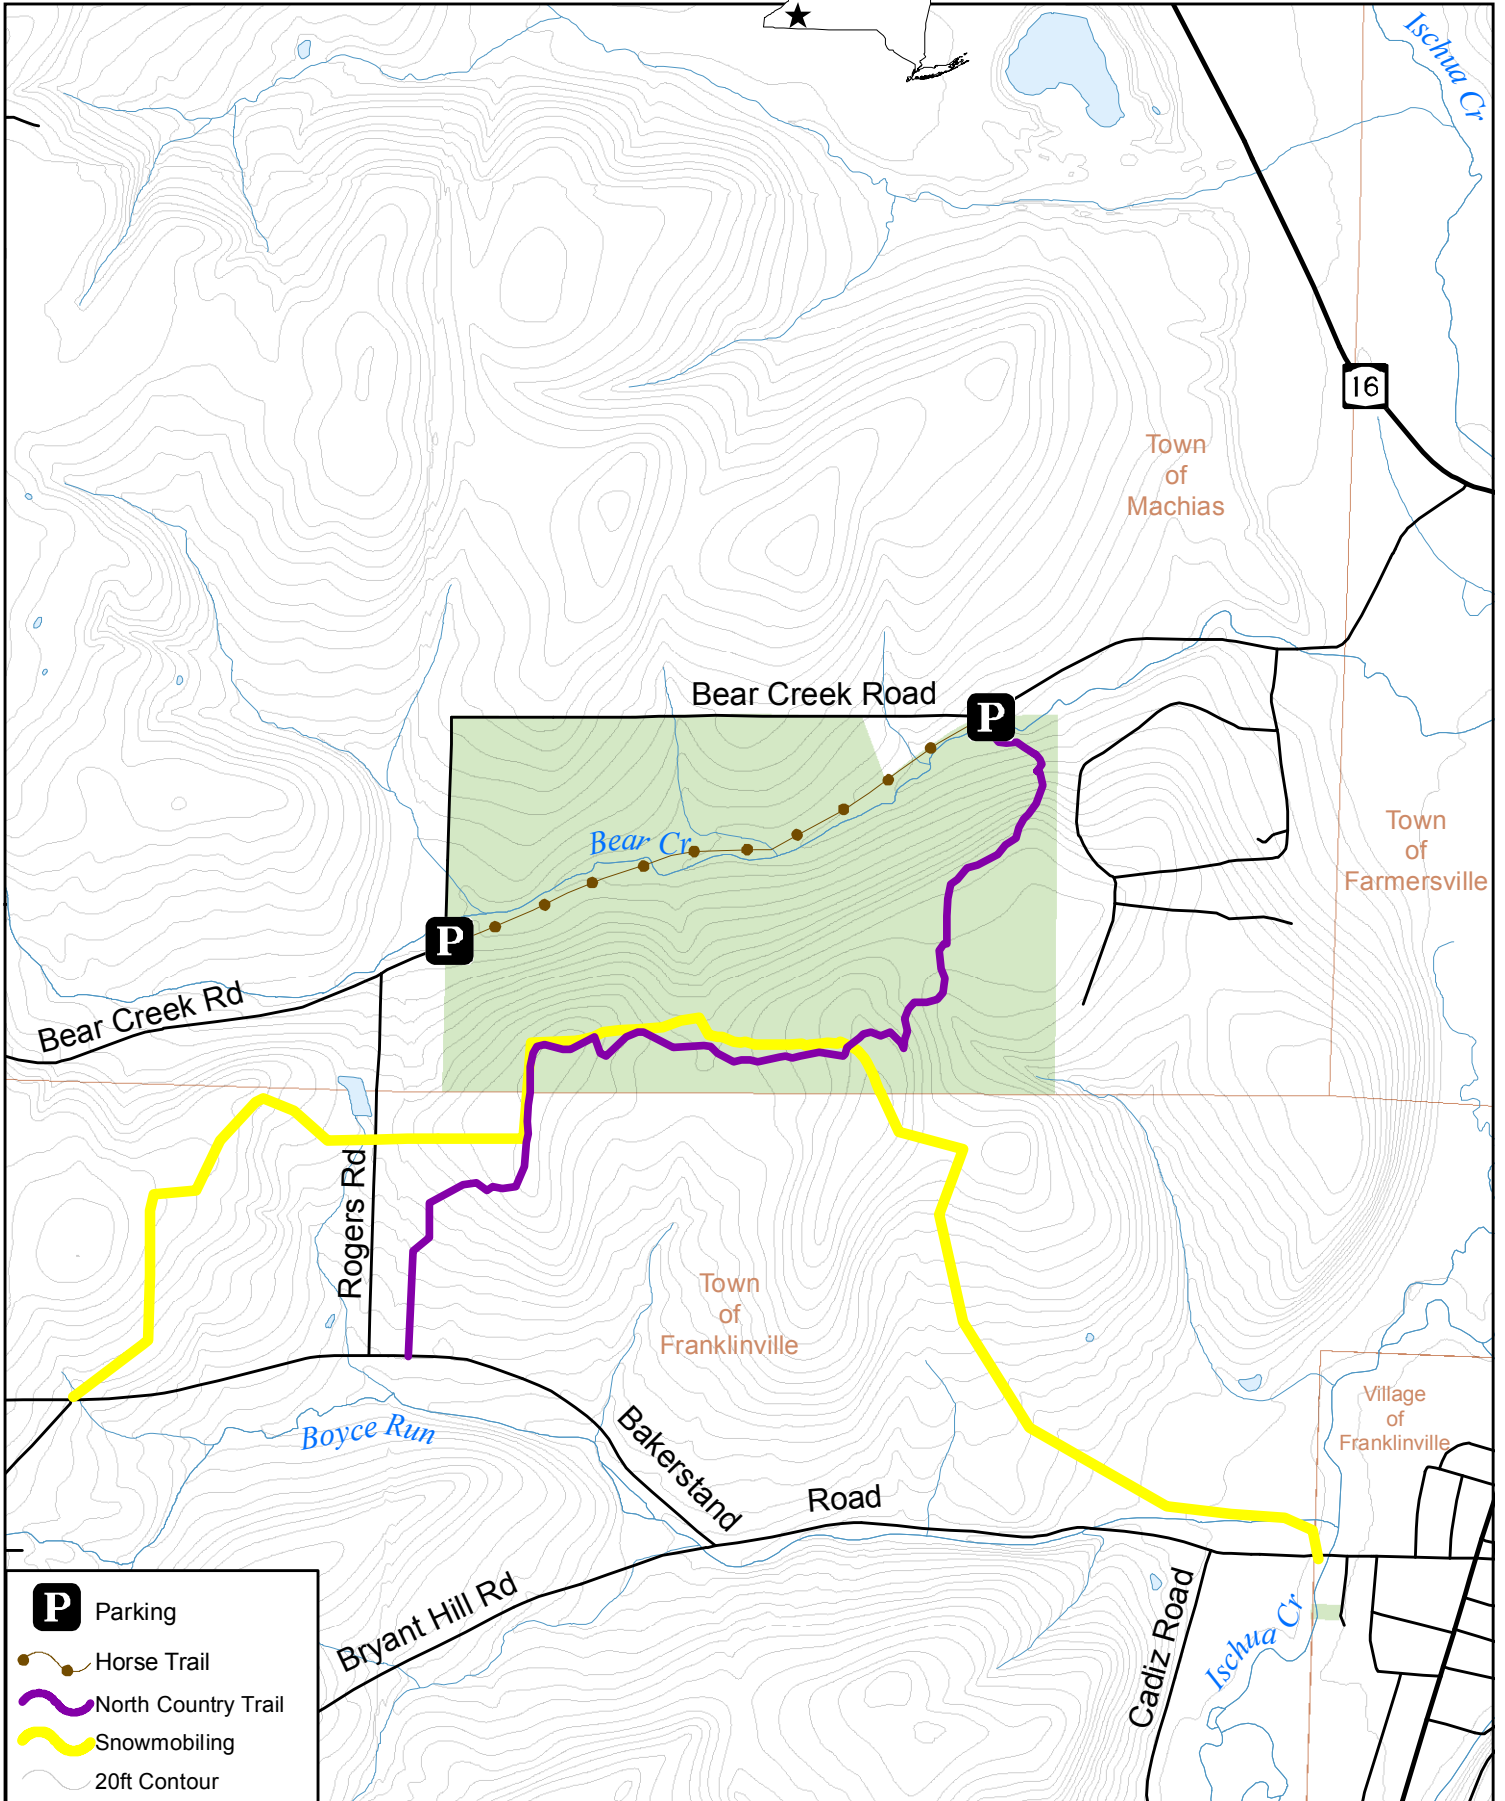 Ischua Cr
16
Town
of
Machias
Bear Creek Road
P
Bear Cr
Town
of
Farmersville
P
Bear Creek Rd
Rogers Rd
Town
of
Franklinville
Village
of
Franklinville
Boyce Run
Bakerstand
Road
Bryant Hill Rd
Cadiz Road
Ischua Cr
P Parking
Horse Trail
North Country Trail
Snowmobiling
20ft Contour